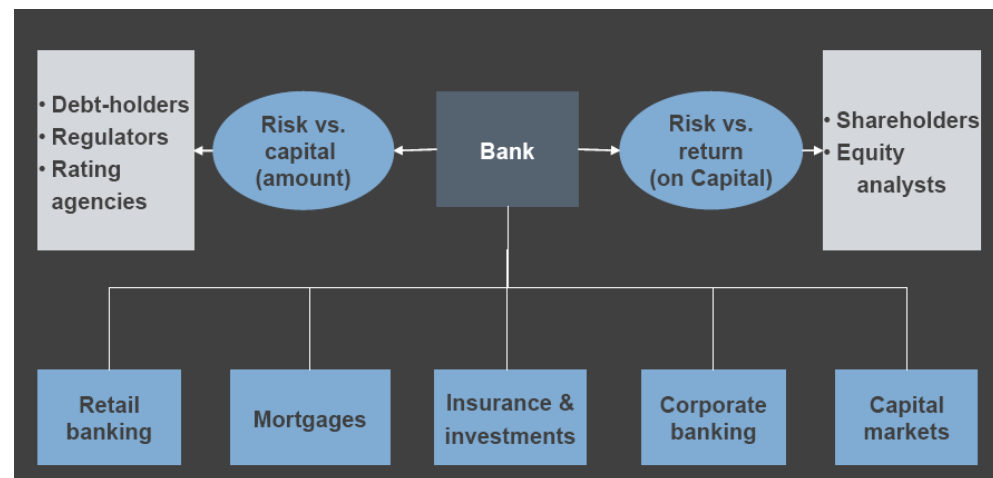 • Debt-holders
• Regulators
• Rating
agencies
Risk vs.
capital
(amount)
Bank
Risk vs.
return
(on Capital)
• Shareholders
• Equity
analysts
Retail
banking
Mortgages
Insurance &
investments
Corporate
banking
Capital
markets